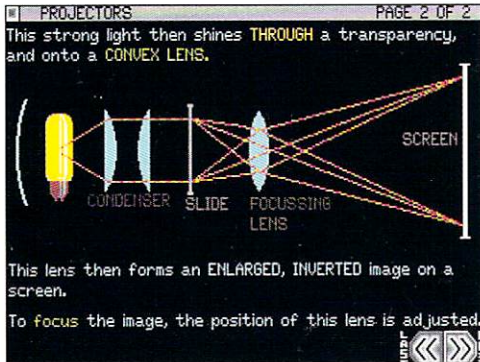 PROJECTORS PAGE 2 OF 2
This strong light then shines THROUGH a transparency,
and onto a CONVEX LENS.
SCREEN
CONDENSER SLIDE FOCUSSING
LENS
This lens then forms an ENLARGED, INVERTED image on a
screen.
To focus the image, the position of this lens is adjusted.